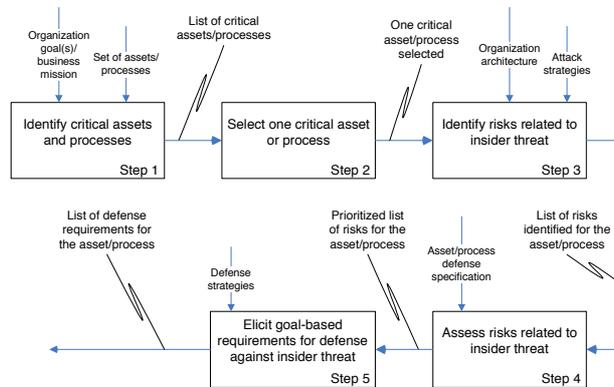 Organization
goal(s)/
business
mission
Set of assets/
processes
List of critical
assets/processes
One critical
asset/process
selected
Organization
architecture
Attack
strategies
Identify critical assets
and processes
Step 1
Select one critical asset
or process
Step 2
Identify risks related to
insider threat
Step 3
List of defense
requirements for
the asset/process
Defense
strategies
Prioritized list
of risks for the
asset/process
Asset/process
defense
specification
List of risks
identified for the
asset/process
Elicit goal-based
requirements for defense
against insider threat
Step 5
Assess risks related to
insider threat
Step 4